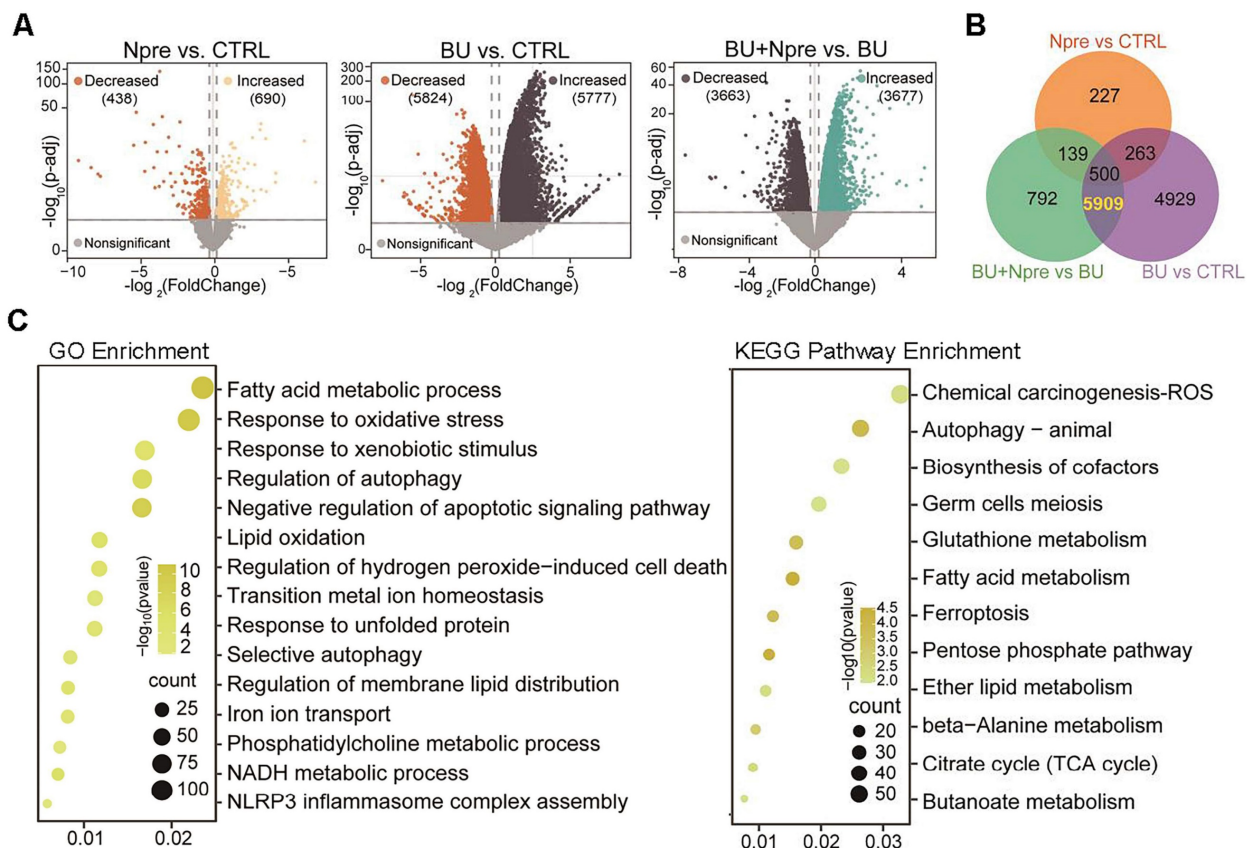 A
Npre vs. CTRL
150
100
50
0
-log10(p-adj)
Decreased
(438)
Increased
(690)
Nonsignificant
−10
−5
0
−5
-log 2(FoldChange)
BU vs. CTRL
300
200
100
10
0
-log10(p-adj)
Decreased
(5824)
Increased
(5777)
Nonsignificant
−5
0
5
-log 2(FoldChange)
BU+Npre vs. BU
60
40
20
0
-log10(p-adj)
Decreased
(3663)
Increased
(3677)
Nonsignificant
−8
−4
0
4
-log 2(FoldChange)
B
Npre vs CTRL
227
139
263
500
792
5909
4929
BU+Npre vs BU
BU vs CTRL
C
GO Enrichment
Fatty acid metabolic process
Response to oxidative stress
Response to xenobiotic stimulus
Regulation of autophagy
Negative regulation of apoptotic signaling pathway
Lipid oxidation
Regulation of hydrogen peroxide−induced cell death
Transition metal ion homeostasis
Response to unfolded protein
Selective autophagy
Regulation of membrane lipid distribution
Iron ion transport
Phosphatidylcholine metabolic process
NADH metabolic process
NLRP3 inflammasome complex assembly
−log10(pvalue)
10
8
6
4
2
count
25
50
75
100
0.01
0.02
KEGG Pathway Enrichment
Chemical carcinogenesis-ROS
Autophagy − animal
Biosynthesis of cofactors
Germ cells meiosis
Glutathione metabolism
Fatty acid metabolism
Ferroptosis
Pentose phosphate pathway
Ether lipid metabolism
beta−Alanine metabolism
Citrate cycle (TCA cycle)
Butanoate metabolism
−log10(pvalue)
4.5
4.0
3.5
3.0
2.5
2.0
count
20
30
40
50
0.01
0.02
0.03